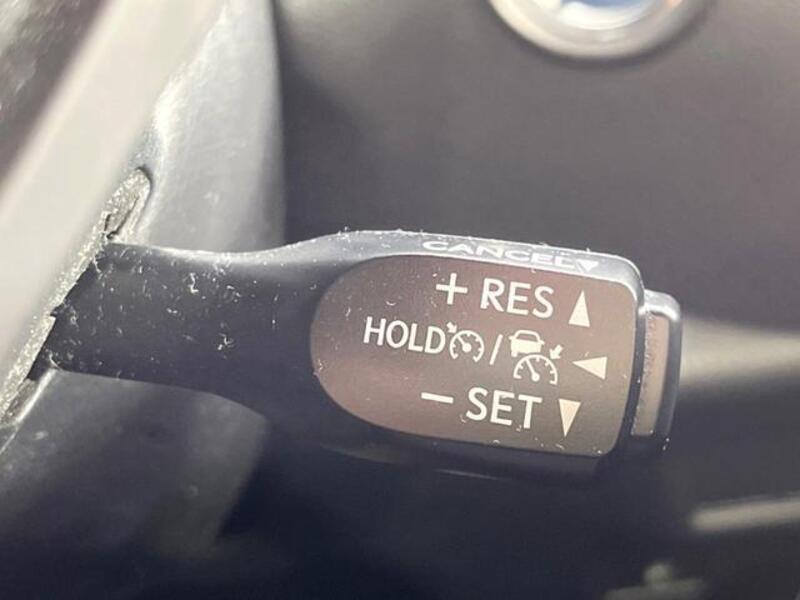 CANCEL
+ RES
HOLD /
− SET